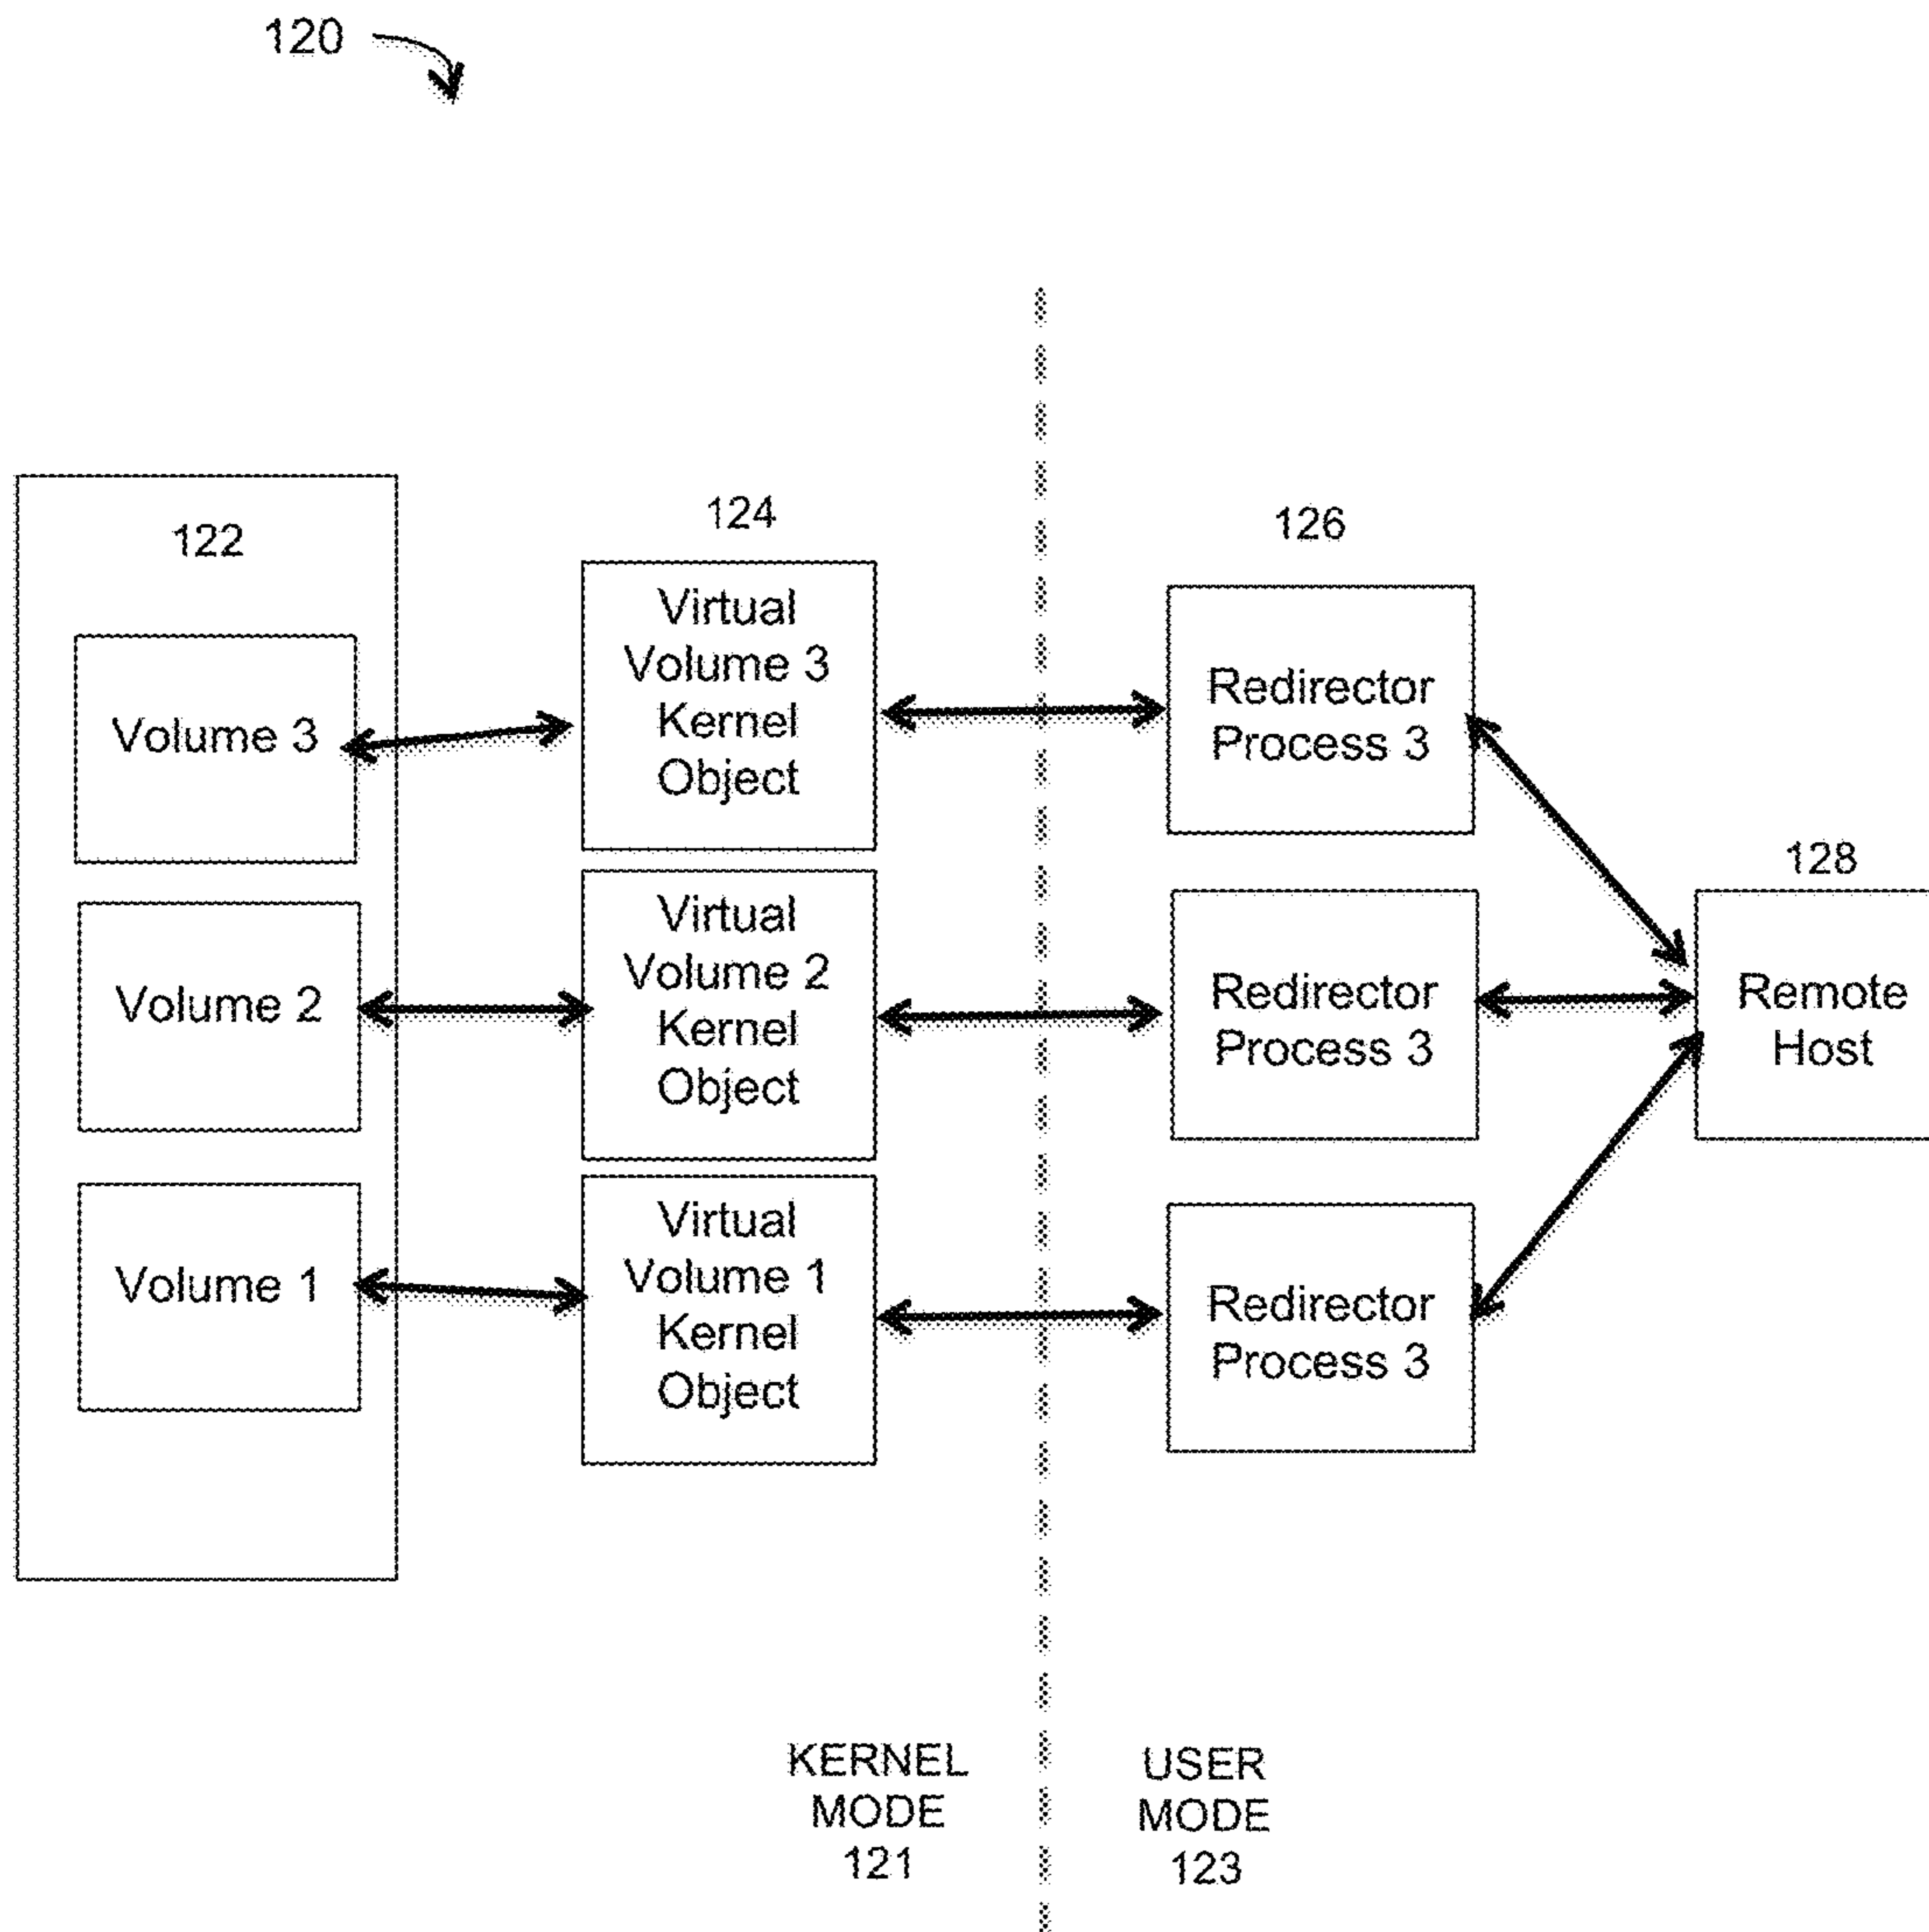 120
122
Volume 3
Volume 2
Volume 1
124
Virtual
Volume 3
Kernel
Object
Virtual
Volume 2
Kernel
Object
Virtual
Volume 1
Kernel
Object
126
Redirector
Process 3
Redirector
Process 3
Redirector
Process 3
128
Remote
Host
KERNEL
MODE
121
USER
MODE
123